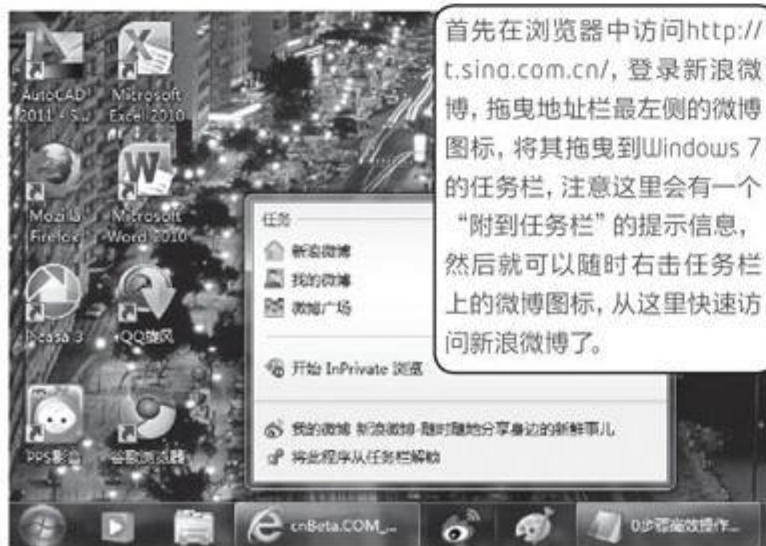 首先在浏览器中访问http://
t.sina.com.cn/, 登录新浪微
博, 拖曳地址栏最左侧的微博
图标, 将其拖曳到Windows 7
的任务栏, 注意这里会有一个
“附到任务栏”的提示信息,
然后就可以随时右击任务栏
上的微博图标, 从这里快速访
问新浪微博了。
AutoCAD
2011 - S...
Microsoft
Excel 2010
Mozilla
Firefox
Microsoft
Word 2010
Picasa 3
QQ旋风
PPS影音
谷歌浏览器
任务
新浪微博
我的微博
微博广场
开始 InPrivate 浏览
我的微博 新浪微博-随时随地分享身边的新鲜事儿
将此程序从任务栏解锁
cnBeta.COM_...
0步骤高效操作...